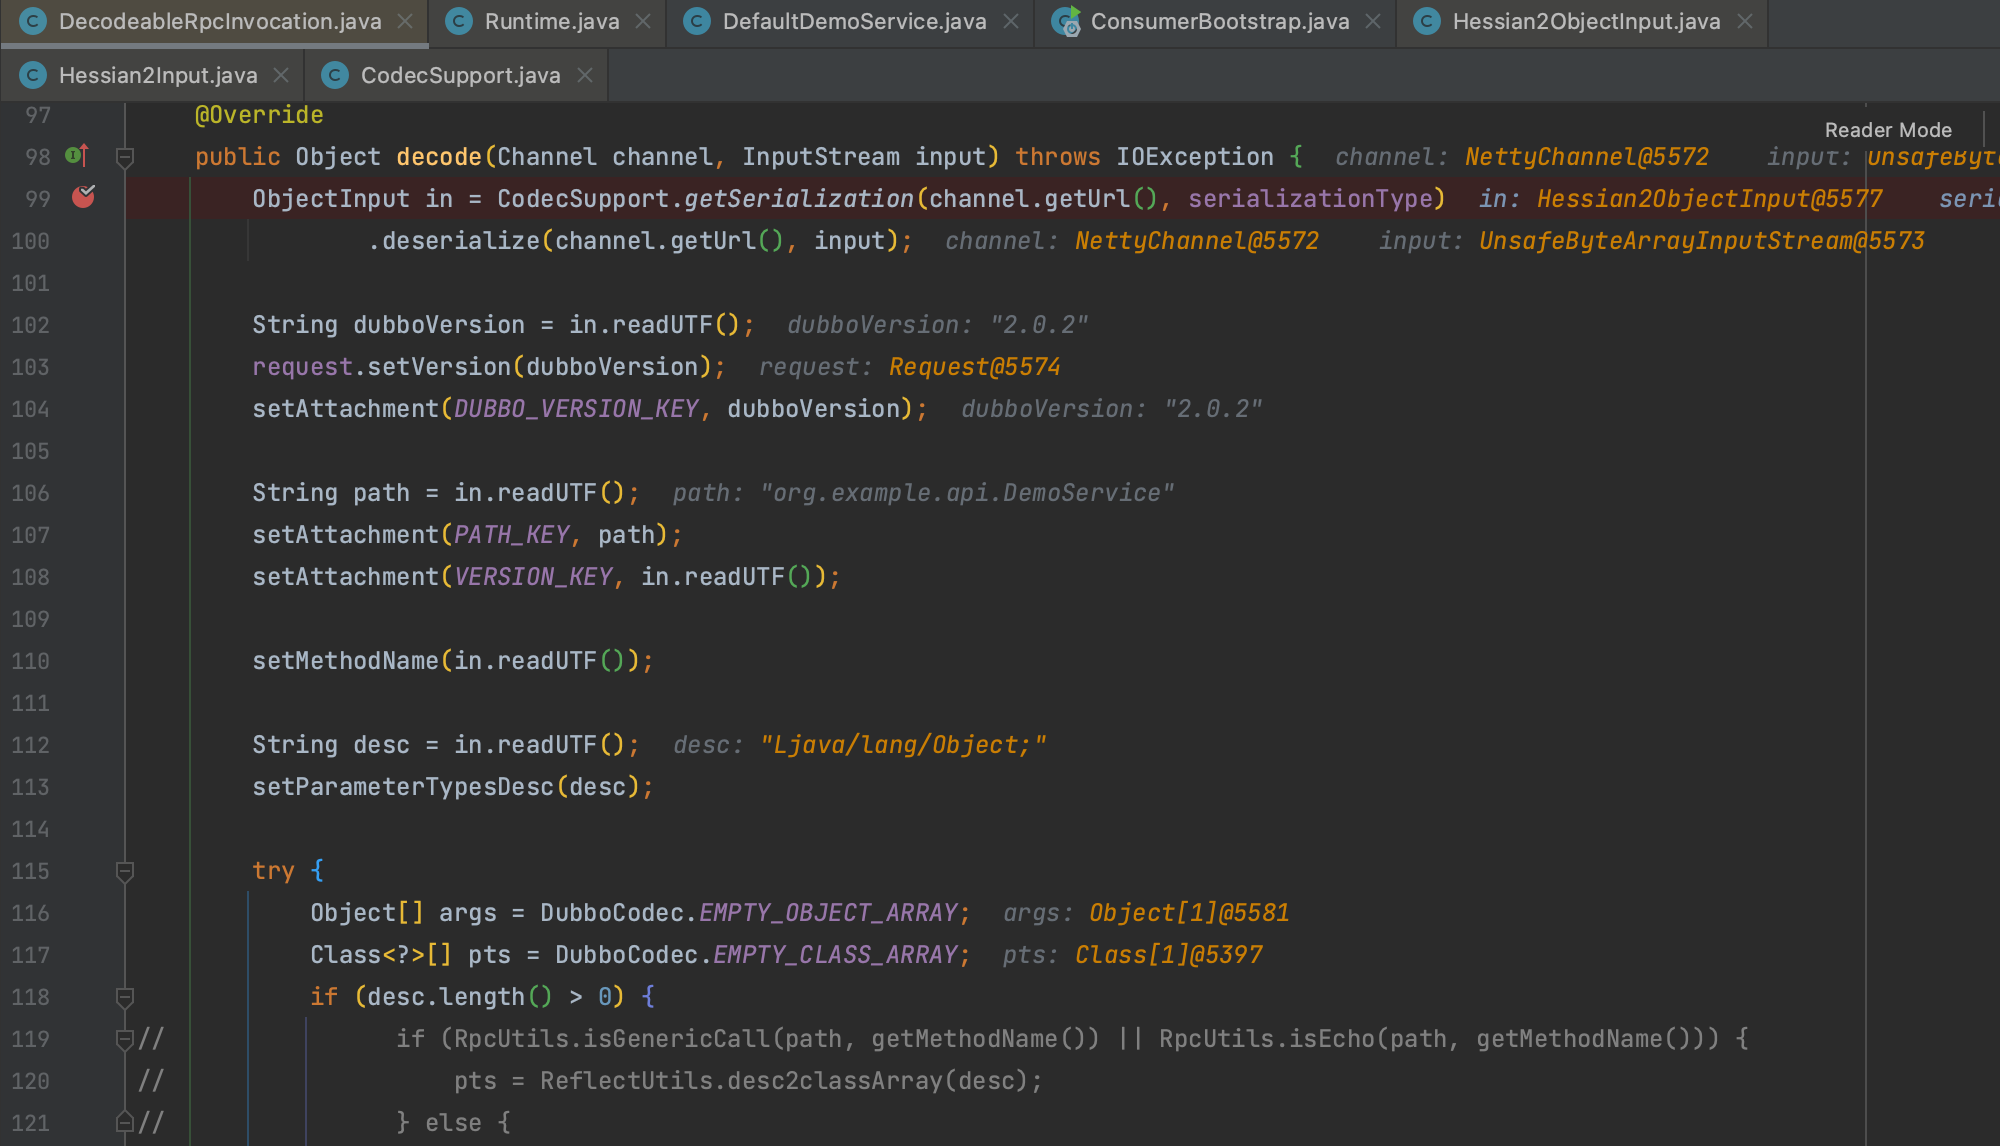 DecodeableRpcInvocation.java Runtime.java DefaultDemoService.java ConsumerBootstrap.java Hessian2ObjectInput.java
Hessian2Input.java CodecSupport.java
Reader Mode
97 @Override
98 public Object decode(Channel channel, InputStream input) throws IOException { channel: NettyChannel@5572 input: UnsafeByt
99 ObjectInput in = CodecSupport.getSerialization(channel.getUrl(), serializationType) in: Hessian2ObjectInput@5577 seri
100 .deserialize(channel.getUrl(), input); channel: NettyChannel@5572 input: UnsafeByteArrayInputStream@5573
101
102 String dubboVersion = in.readUTF(); dubboVersion: "2.0.2"
103 request.setVersion(dubboVersion); request: Request@5574
104 setAttachment(DUBBO_VERSION_KEY, dubboVersion); dubboVersion: "2.0.2"
105
106 String path = in.readUTF(); path: "org.example.api.DemoService"
107 setAttachment(PATH_KEY, path);
108 setAttachment(VERSION_KEY, in.readUTF());
109
110 setMethodName(in.readUTF());
111
112 String desc = in.readUTF(); desc: "Ljava/lang/Object;"
113 setParameterTypesDesc(desc);
114
115 try {
116 Object[] args = DubboCodec.EMPTY_OBJECT_ARRAY; args: Object[1]@5581
117 Class<?>[] pts = DubboCodec.EMPTY_CLASS_ARRAY; pts: Class[1]@5397
118 if (desc.length() > 0) {
119 // if (RpcUtils.isGenericCall(path, getMethodName()) || RpcUtils.isEcho(path, getMethodName())) {
120 // pts = ReflectUtils.desc2classArray(desc);
121 // } else {